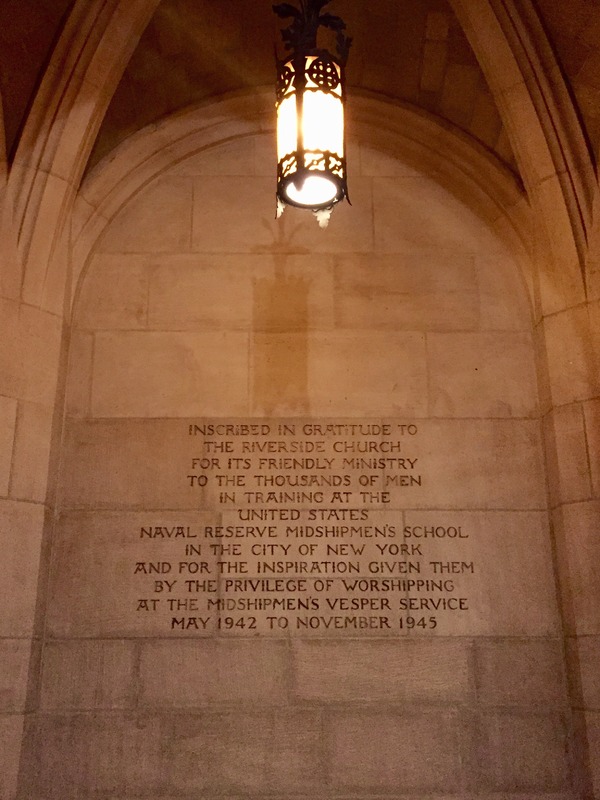 INSCRIBED IN GRATITUDE TO
THE RIVERSIDE CHURCH
FOR ITS FRIENDLY MINISTRY
TO THE THOUSANDS OF MEN
IN TRAINING AT THE
UNITED STATES
NAVAL RESERVE MIDSHIPMEN'S SCHOOL
IN THE CITY OF NEW YORK
AND FOR THE INSPIRATION GIVEN THEM
BY THE PRIVILEGE OF WORSHIPPING
AT THE MIDSHIPMEN'S VESPER SERVICE
MAY 1942 TO NOVEMBER 1945